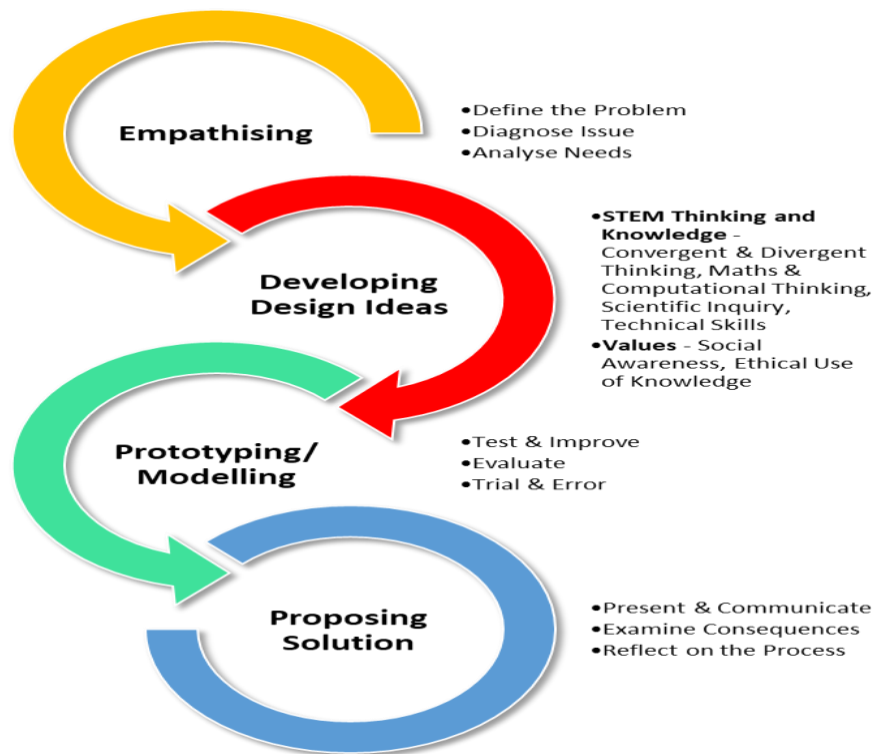 Empathising
•Define the Problem
•Diagnose Issue
•Analyse Needs
Developing
Design Ideas
•STEM Thinking and
Knowledge -
Convergent & Divergent
Thinking, Maths &
Computational Thinking,
Scientific Inquiry,
Technical Skills
•Values - Social
Awareness, Ethical Use
of Knowledge
Prototyping/
Modelling
•Test & Improve
•Evaluate
•Trial & Error
Proposing
Solution
•Present & Communicate
•Examine Consequences
•Reflect on the Process